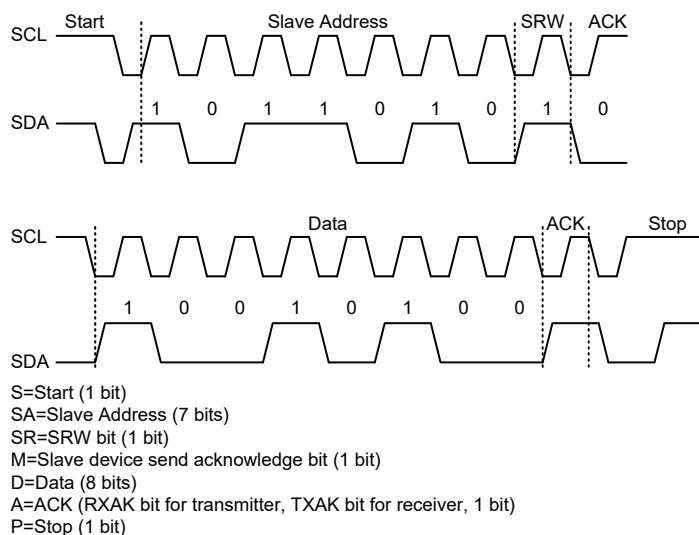 Start Slave Address SRW ACK
SCL
1 0 1 1 0 1 0 1 0
SDA
Data ACK Stop
SCL
1 0 0 1 0 1 0 0
SDA
S=Start (1 bit)
SA=Slave Address (7 bits)
SR=SRW bit (1 bit)
M=Slave device send acknowledge bit (1 bit)
D=Data (8 bits)
A=ACK (RXAK bit for transmitter, TXAK bit for receiver, 1 bit)
P=Stop (1 bit)